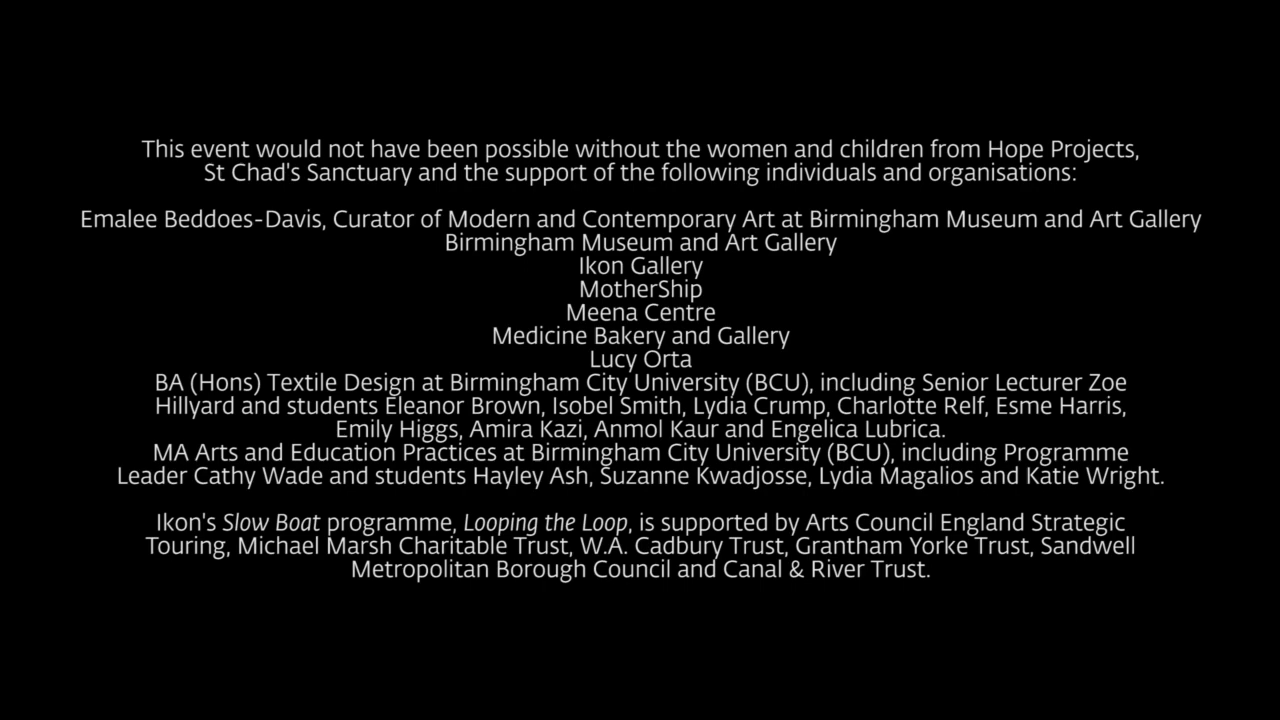 This event would not have been possible without the women and children from Hope Projects,
St Chad's Sanctuary and the support of the following individuals and organisations:
Emalee Beddoes-Davis, Curator of Modern and Contemporary Art at Birmingham Museum and Art Gallery
Birmingham Museum and Art Gallery
Ikon Gallery
MotherShip
Meena Centre
Medicine Bakery and Gallery
Lucy Orta
BA (Hons) Textile Design at Birmingham City University (BCU), including Senior Lecturer Zoe
Hillyard and students Eleanor Brown, Isobel Smith, Lydia Crump, Charlotte Relf, Esme Harris,
Emily Higgs, Amira Kazi, Anmol Kaur and Engelica Lubrica.
MA Arts and Education Practices at Birmingham City University (BCU), including Programme
Leader Cathy Wade and students Hayley Ash, Suzanne Kwadjosse, Lydia Magalios and Katie Wright.
Ikon's Slow Boat programme, Looping the Loop, is supported by Arts Council England Strategic
Touring, Michael Marsh Charitable Trust, W.A. Cadbury Trust, Grantham Yorke Trust, Sandwell
Metropolitan Borough Council and Canal & River Trust.